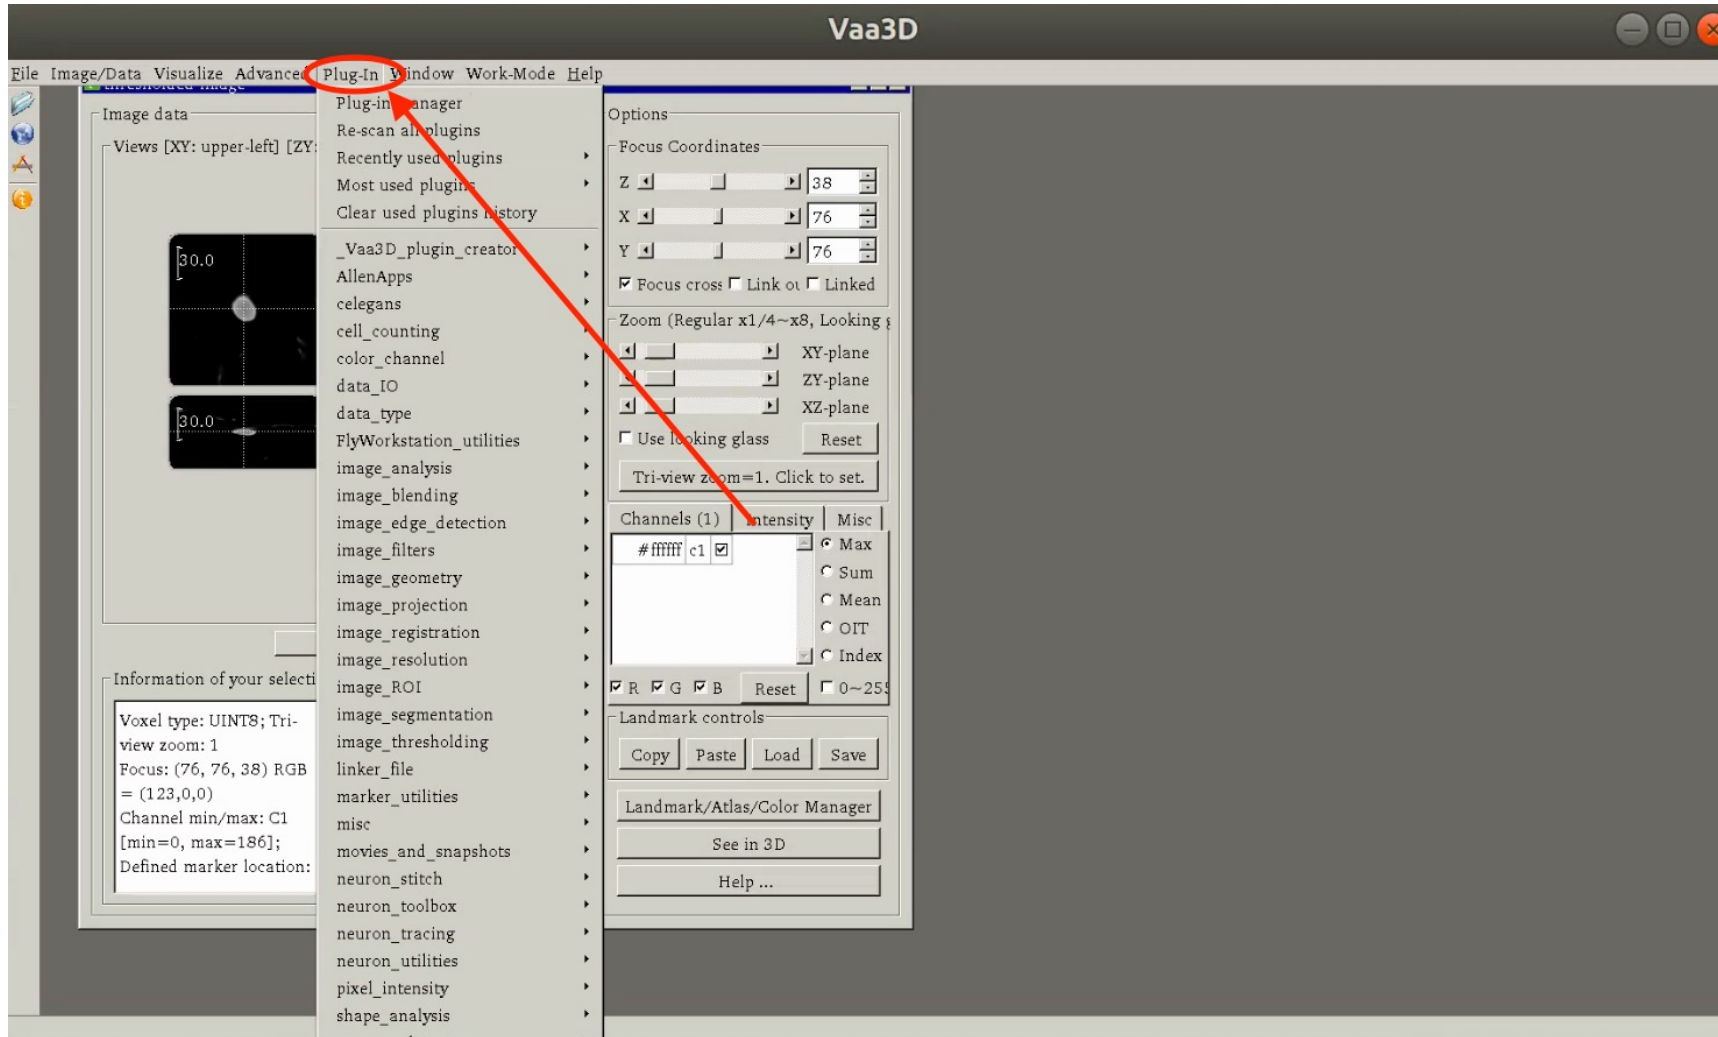 Vaa3D
File Image/Data Visualize Advanced Plug-In Window Work-Mode Help
thresholded image
Image data
Views [XY: upper-left] [ZY:
30.0
30.0
Information of your selecti
Voxel type: UINT8; Tri-
view zoom: 1
Focus: (76, 76, 38) RGB
= (123,0,0)
Channel min/max: C1
[min=0, max=186];
Defined marker location:
Plug-in manager
Re-scan all plugins
Recently used plugins
Most used plugins
Clear used plugins history
_Vaa3D_plugin_creator
AllenApps
celegans
cell_counting
color_channel
data_IO
data_type
FlyWorkstation_utilities
image_analysis
image_blending
image_edge_detection
image_filters
image_geometry
image_projection
image_registration
image_resolution
image_ROI
image_segmentation
image_thresholding
linker_file
marker_utilities
misc
movies_and_snapshots
neuron_stitch
neuron_toolbox
neuron_tracing
neuron_utilities
pixel_intensity
shape_analysis
Options
Focus Coordinates
Z 38
X 76
Y 76
Focus cross Link ou Linked
Zoom (Regular x1/4~x8, Looking g
XY-plane
ZY-plane
XZ-plane
Use looking glass Reset
Tri-view zoom=1. Click to set.
Channels (1) Intensity Misc
#ffffff c1
Max
Sum
Mean
OIT
Index
R G B Reset 0~255
Landmark controls
Copy Paste Load Save
Landmark/Atlas/Color Manager
See in 3D
Help ...